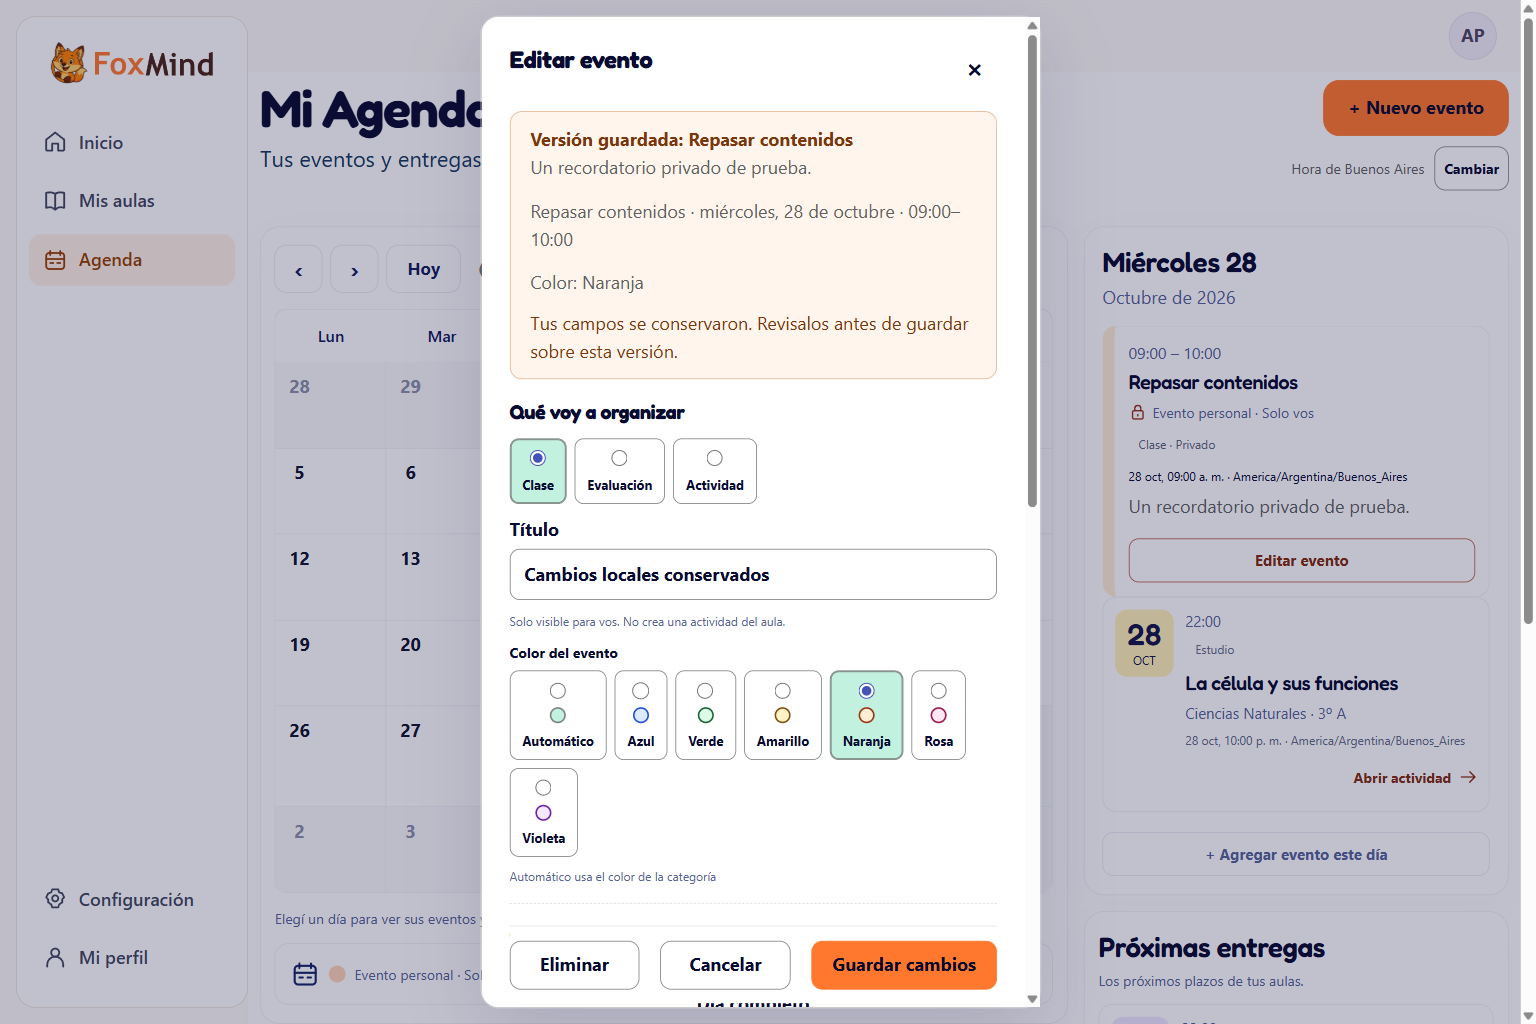 FoxMind
Inicio
Mis aulas
Agenda
Configuración
Mi perfil
AP
Mi Agenda
Tus eventos y entregas
+ Nuevo evento
Hora de Buenos Aires
Cambiar
‹
›
Hoy
Lun
Mar
28
29
5
6
12
13
19
20
26
27
2
3
Elegí un día para ver sus eventos
Evento personal · So
Editar evento
×
Versión guardada: Repasar contenidos
Un recordatorio privado de prueba.
Repasar contenidos · miércoles, 28 de octubre · 09:00–
10:00
Color: Naranja
Tus campos se conservaron. Revisalos antes de guardar
sobre esta versión.
Qué voy a organizar
Clase
Evaluación
Actividad
Título
Cambios locales conservados
Solo visible para vos. No crea una actividad del aula.
Color del evento
Automático
Azul
Verde
Amarillo
Naranja
Rosa
Violeta
Automático usa el color de la categoría
Eliminar
Cancelar
Guardar cambios
Día completo
Miércoles 28
Octubre de 2026
09:00 – 10:00
Repasar contenidos
Evento personal · Solo vos
Clase · Privado
28 oct, 09:00 a. m. · America/Argentina/Buenos_Aires
Un recordatorio privado de prueba.
Editar evento
28
OCT
22:00
Estudio
La célula y sus funciones
Ciencias Naturales · 3º A
28 oct, 10:00 p. m. · America/Argentina/Buenos_Aires
Abrir actividad →
+ Agregar evento este día
Próximas entregas
Los próximos plazos de tus aulas.